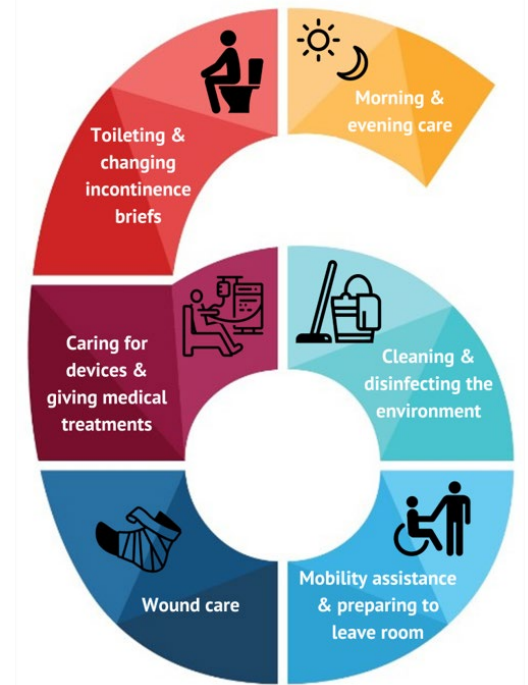 Morning &
evening care
Toileting &
changing
incontinence
briefs
Caring for
devices &
giving medical
treatments
Cleaning &
disinfecting the
environment
Wound care
Mobility assistance
& preparing to
leave room